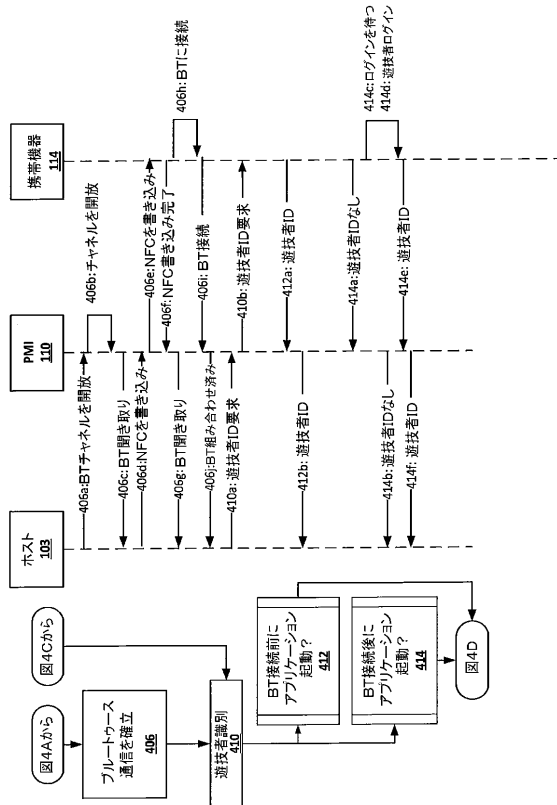 図4Aから
図4Cから
ブルートゥース
通信を確立
406
遊技者識別
410
BT接続前に
アプリケーション
起動?
412
BT接続後に
アプリケーション
起動?
414
図4D
ホスト
103
PMI
110
携帯機器
114
406a:BTチャネルを開放
406b:チャネルを開放
406c:BT聞き取り
406d:NFCを書き込み
406e:NFCを書き込み
406f:NFC書き込み完了
406g:BT聞き取り
406h:BTに接続
406i:BT接続
406j:BT組み合わせ済み
410a:遊技者ID要求
410b:遊技者ID要求
412a:遊技者ID
412b:遊技者ID
414a:遊技者IDなし
414b:遊技者IDなし
414c:ログインを待つ
414d:遊技者ログイン
414e:遊技者ID
414f:遊技者ID